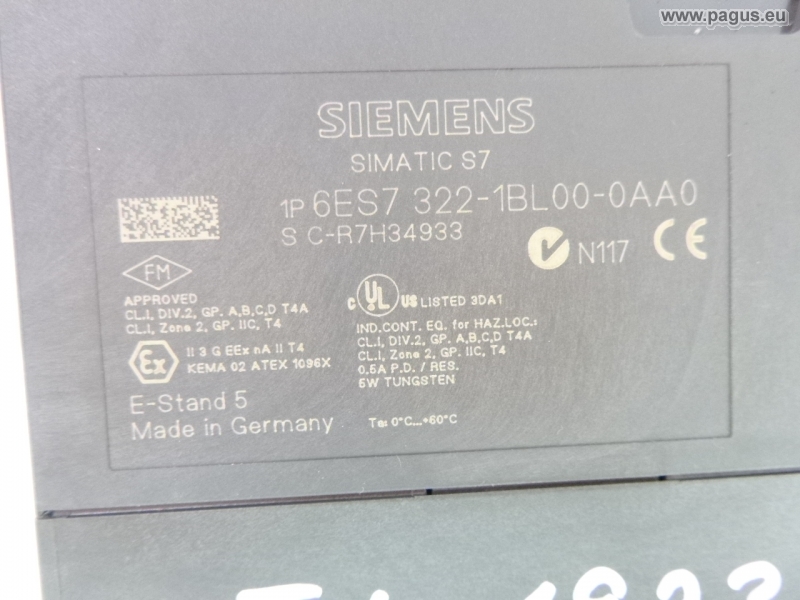 www.pagus.eu
SIEMENS
SIMATIC S7
1P 6ES7 322-1BL00-0AA0
S C-R7H34933
N117 CE
FM
APPROVED
CL.I, DIV.2, GP. A,B,C,D T4A
CL.I, Zone 2, GP. IIC, T4
Ex II 3 G EEx nA II T4
KEMA 02 ATEX 1096X
E-Stand 5
Made in Germany
C UL US LISTED 3DA1
IND.CONT. EQ. for HAZ.LOC.:
CL.I, DIV.2, GP. A,B,C,D T4A
CL.I, Zone 2, GP. IIC, T4
0.5A P.D. / RES.
5W TUNGSTEN
Ta: 0°C...+60°C